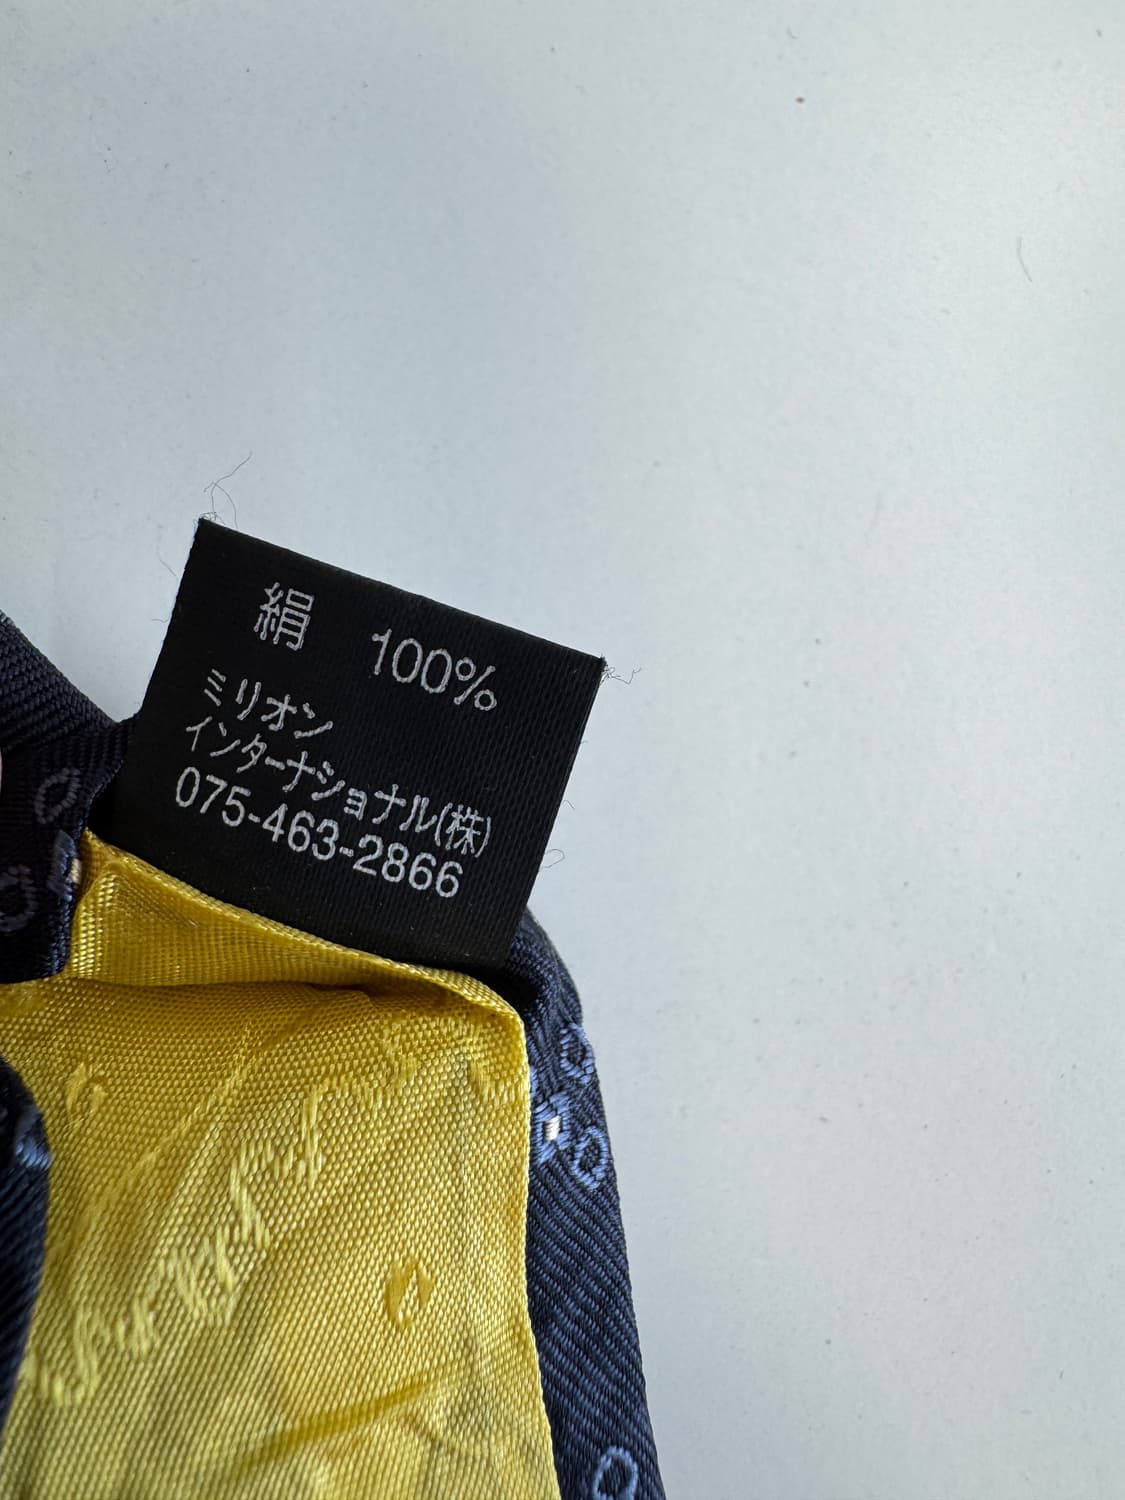 絹 100%
ミリオン
インターナショナル(株)
075-463-2866